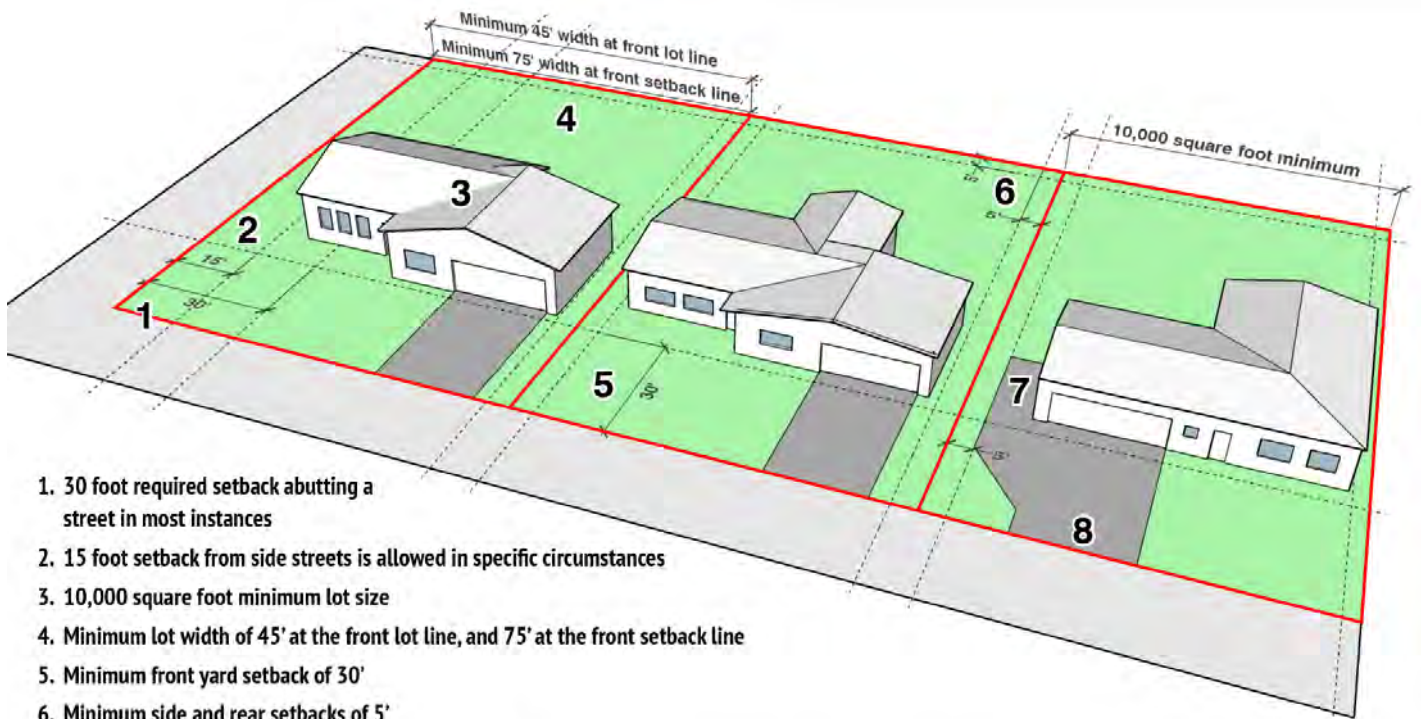 Minimum 45' width at front lot line
Minimum 75' width at front setback line
10,000 square foot minimum
4
6
5'
5'
3
2
15'
30'
1
7
5
30'
5'
8
1. 30 foot required setback abutting a
street in most instances
2. 15 foot setback from side streets is allowed in specific circumstances
3. 10,000 square foot minimum lot size
4. Minimum lot width of 45' at the front lot line, and 75' at the front setback line
5. Minimum front yard setback of 30'
6. Minimum side and rear setbacks of 5'